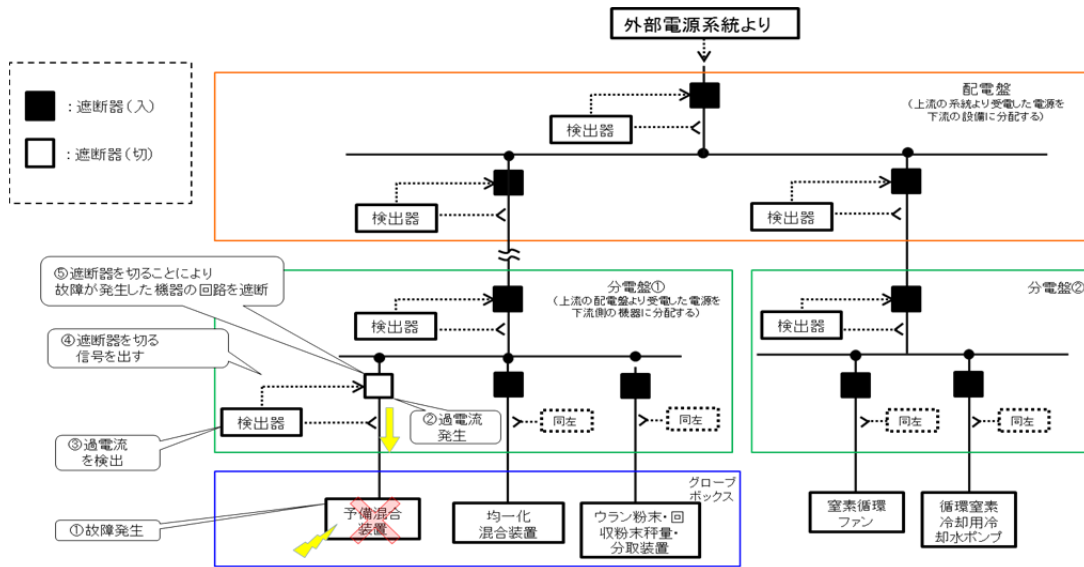 外部電源系統より
：遮断器(入)
：遮断器(切)
配電盤
(上流の系統より受電した電源を
下流の設備に分配する)
検出器
検出器
検出器
⑤遮断器を切ることにより
故障が発生した機器の回路を遮断
分電盤①
(上流の配電盤より受電した電源を
下流側の機器に分配する)
検出器
分電盤②
検出器
④遮断器を切る
信号を出す
検出器
②過電流
発生
同左
同左
同左
同左
③過電流
を検出
グローブ
ボックス
①故障発生
予備混合
装置
均一化
混合装置
ウラン粉末・回
収粉末秤量・
分取装置
窒素循環
ファン
循環窒素
冷却用冷
却水ポンプ